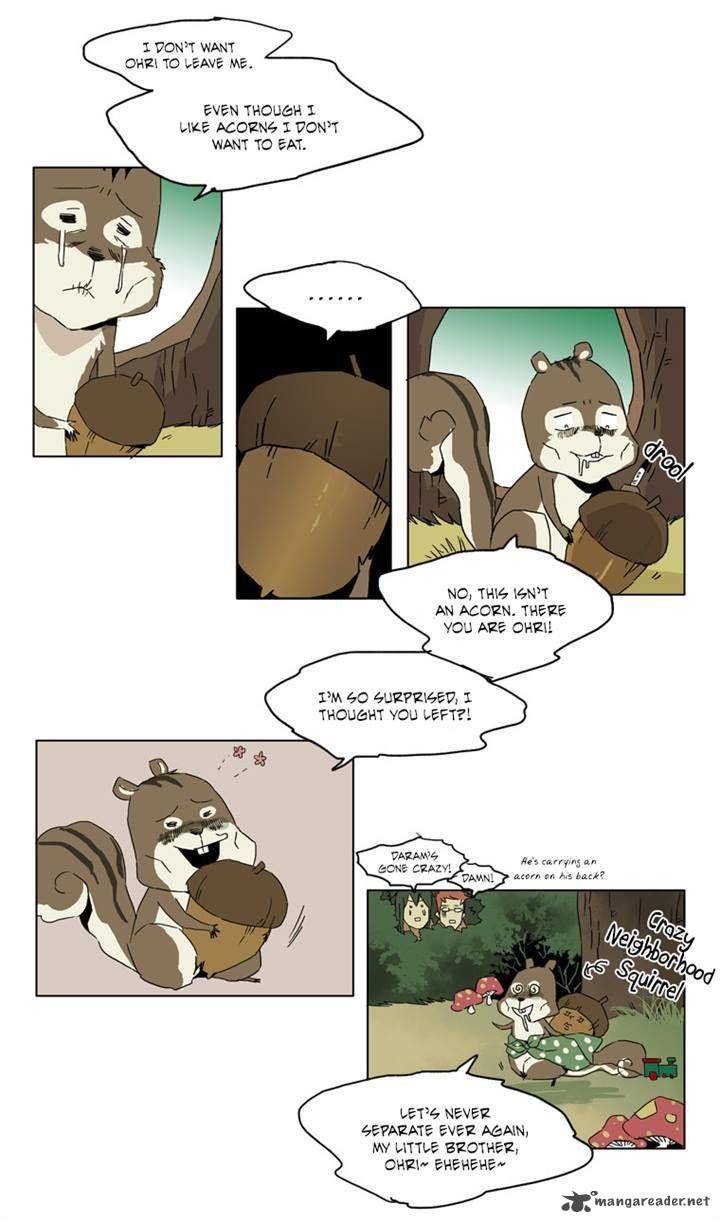 I DON'T WANT
OHRI TO LEAVE ME.
EVEN THOUGH I
LIKE ACORNS I DON'T
WANT TO EAT.
......
drool
NO, THIS ISN'T
AN ACORN. THERE
YOU ARE OHRI!
I'M SO SURPRISED, I
THOUGHT YOU LEFT?!
DARAM'S
GONE CRAZY!
DAMN!
He's carrying an
acorn on his back?
Crazy
Neighborhood
Squirrel
LET'S NEVER
SEPARATE EVER AGAIN,
MY LITTLE BROTHER,
OHRI~ EHEHEHE~
mangareader.net